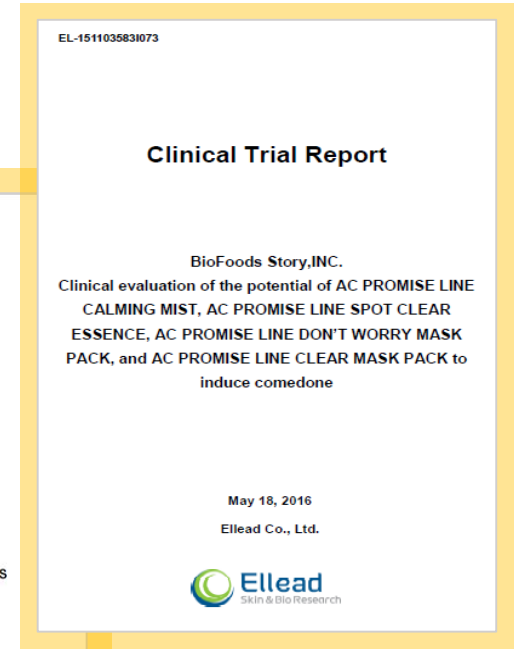 EL-151103583I073
Clinical Trial Report
BioFoods Story,INC.
Clinical evaluation of the potential of AC PROMISE LINE
CALMING MIST, AC PROMISE LINE SPOT CLEAR
ESSENCE, AC PROMISE LINE DON'T WORRY MASK
PACK, and AC PROMISE LINE CLEAR MASK PACK to
induce comedone
May 18, 2016
Ellead Co., Ltd.
s
Ellead
Skin & Bio Research